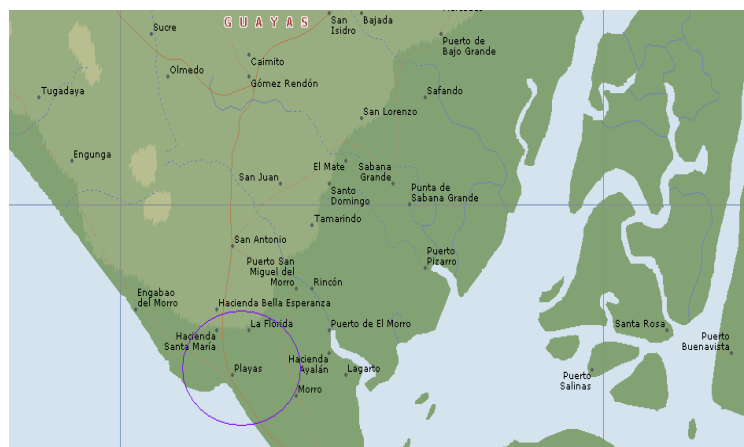 GUAYAS
San
Isidro
Bajada
Sucre
Puerto de
Bajo Grande
Caimito
Olmedo
Gómez Rendón
Tugadaya
Safando
San Lorenzo
Engunga
El Mate
Sabana
Grande
San Juan
Santo
Domingo
Punta de
Sabana Grande
Tamarindo
San Antonio
Puerto San
Miguel del
Morro
Rincón
Puerto
Pizarro
Engabao
del Morro
Hacienda Bella Esperanza
La Florida
Hacienda
Santa María
Puerto de El Morro
Santa Rosa
Puerto
Buenavista
Hacienda
Ayalán
Playas
Lagarto
Puerto
Salinas
Morro